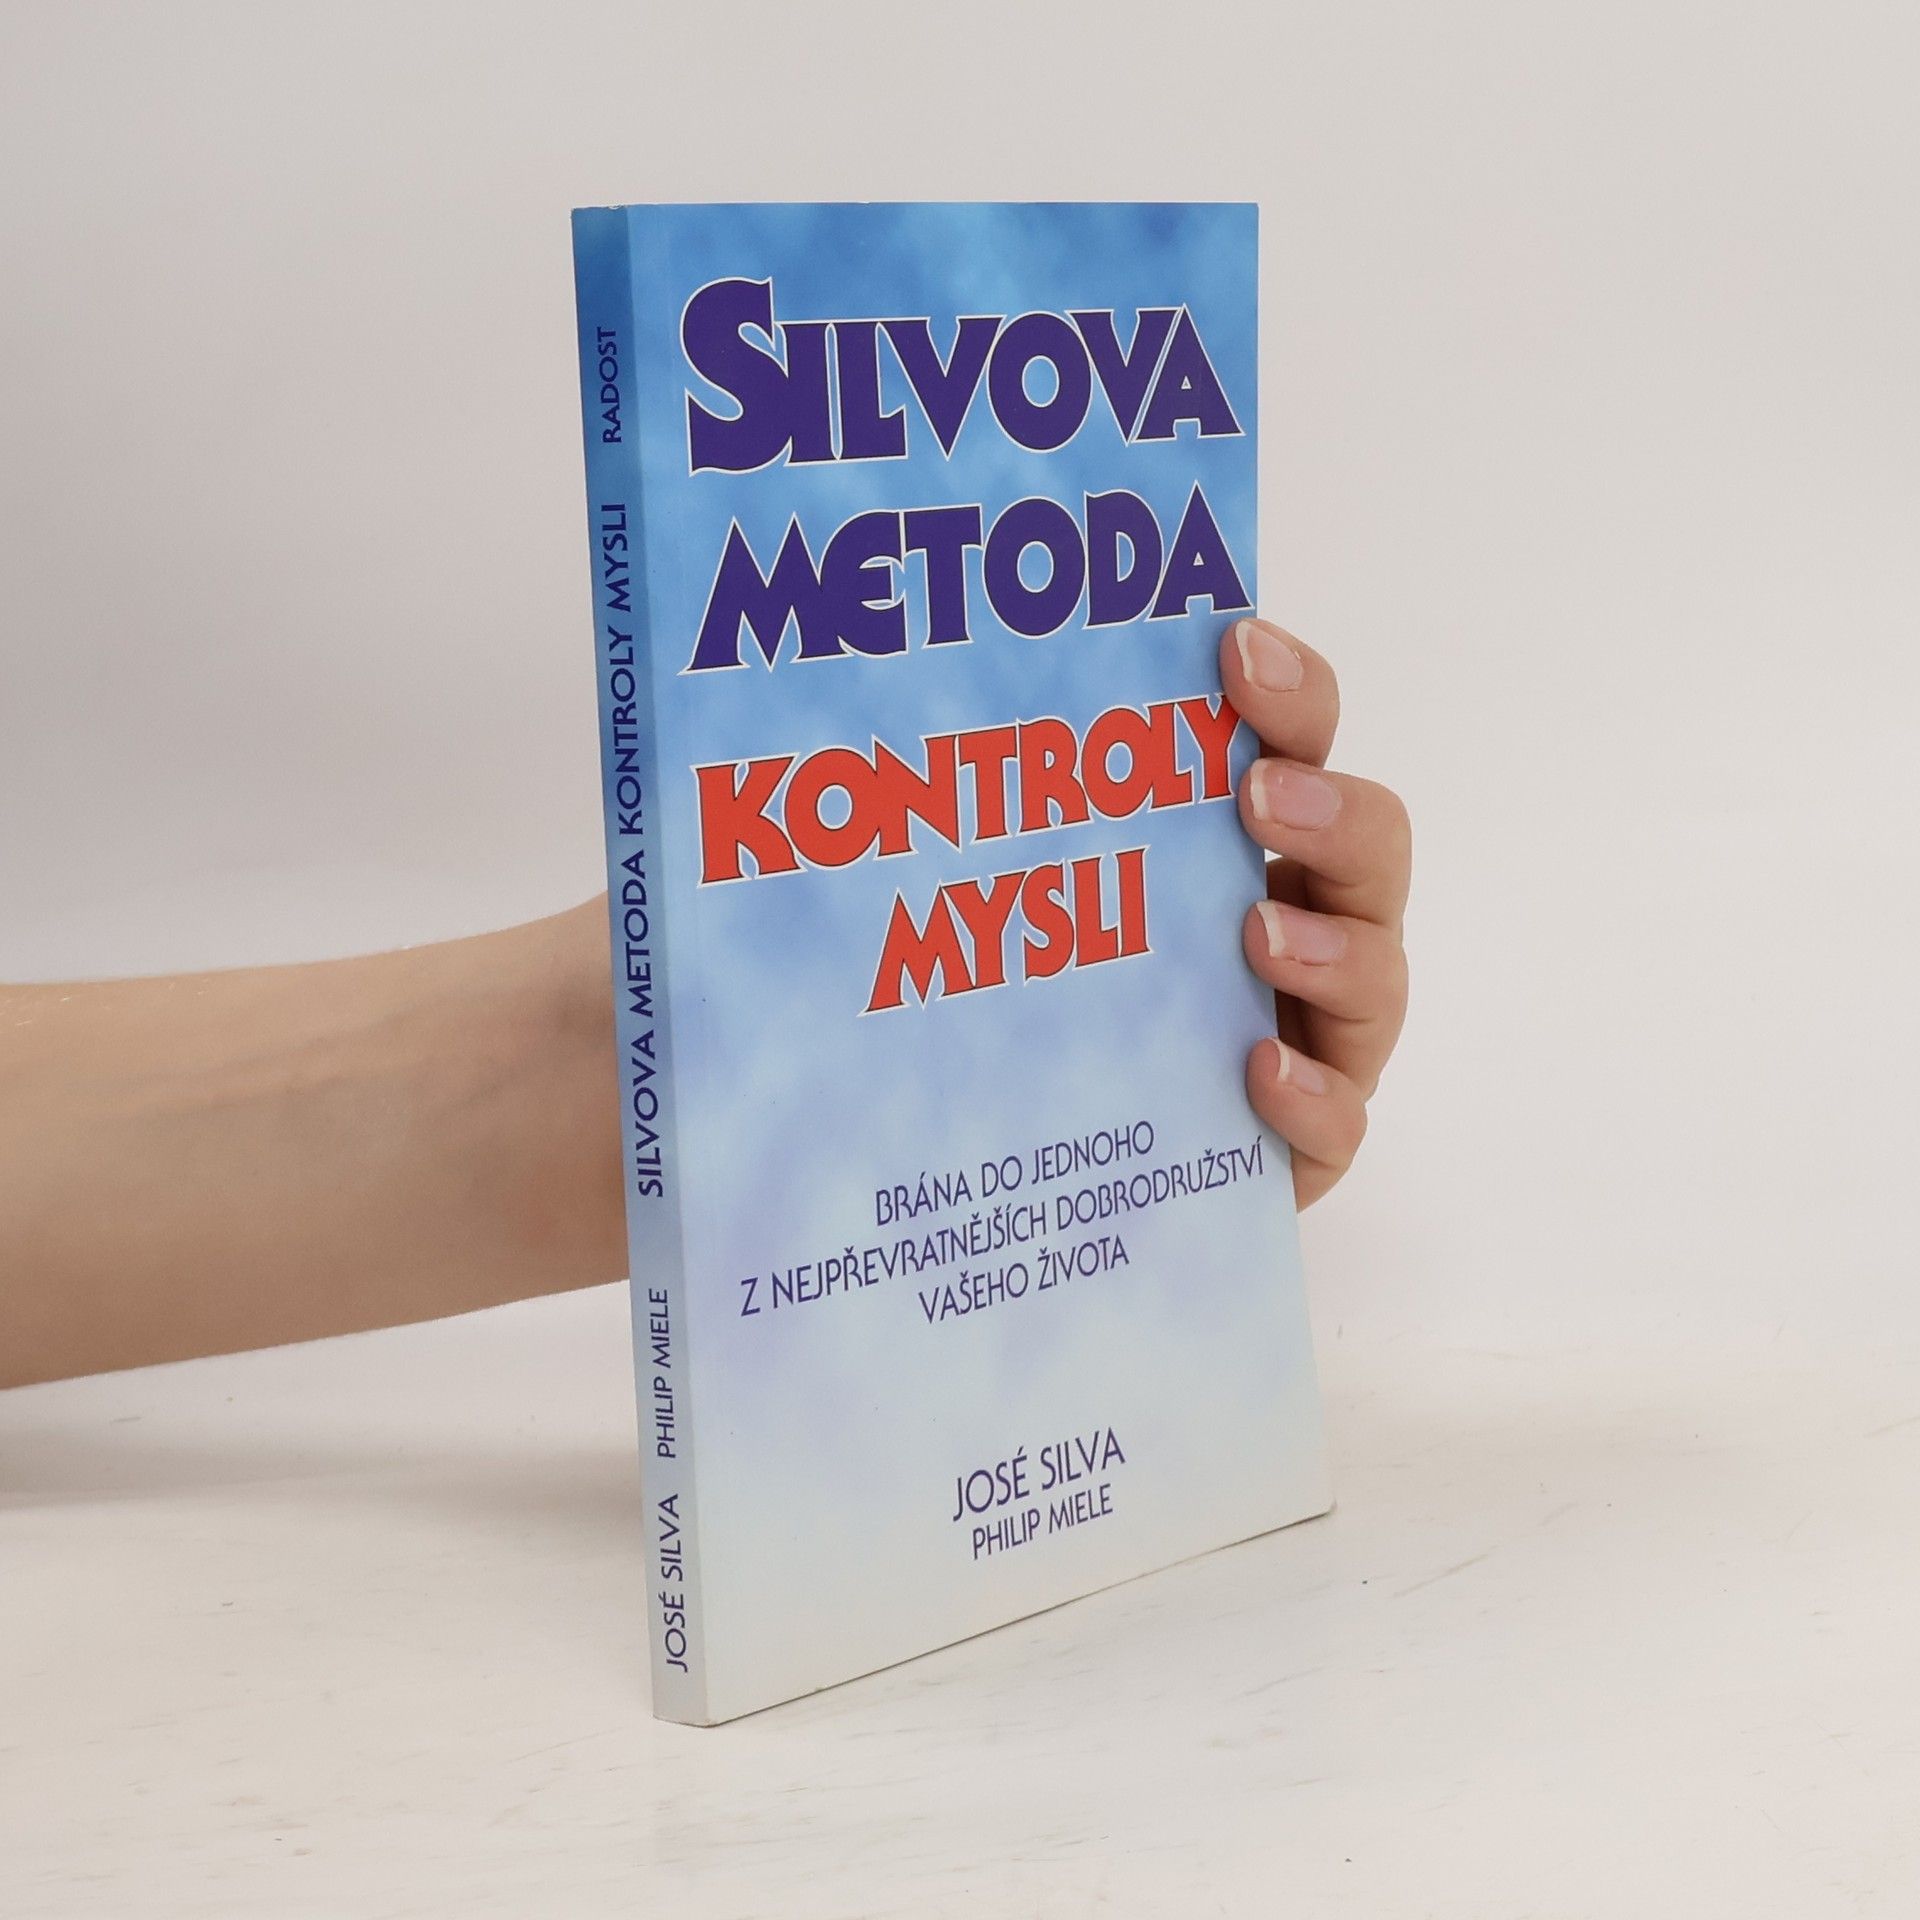 SILVOVA
METODA
KONTROLY
MYSLI
BRÁNA DO JEDNOHO
Z NEJPŘEVRATNĚJŠÍCH DOBRODRUŽSTVÍ
VAŠEHO ŽIVOTA
JOSÉ SILVA
PHILIP MIELE
JOSÉ SILVA PHILIP MIELE SILVOVA METODA KONTROLY MYSLI RADOST